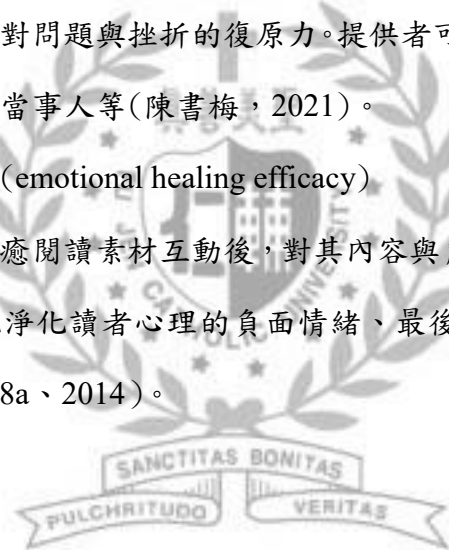 對問題與挫折的復原力。提供者可
當事人等(陳書梅,2021)。
(emotional healing efficacy)
癒閱讀素材互動後,對其內容與
淨化讀者心理的負面情緒、最後
8a、2014)。
SANCTITAS BONITAS
PULCHRITUDO VERITAS